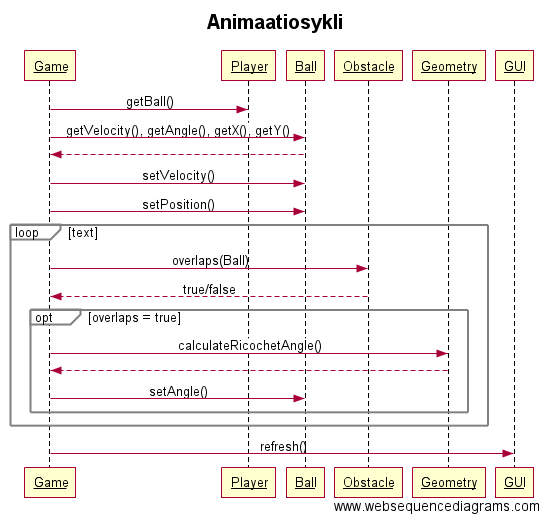 Animaatiosykli
Game Player Ball Obstacle Geometry GUI
getBall()
getVelocity(), getAngle(), getX(), getY()
setVelocity()
setPosition()
loop [text]
overlaps(Ball)
true/false
opt [overlaps = true]
calculateRicochetAngle()
setAngle()
refresh()
Game Player Ball Obstacle Geometry GUI
www.websequencediagrams.com